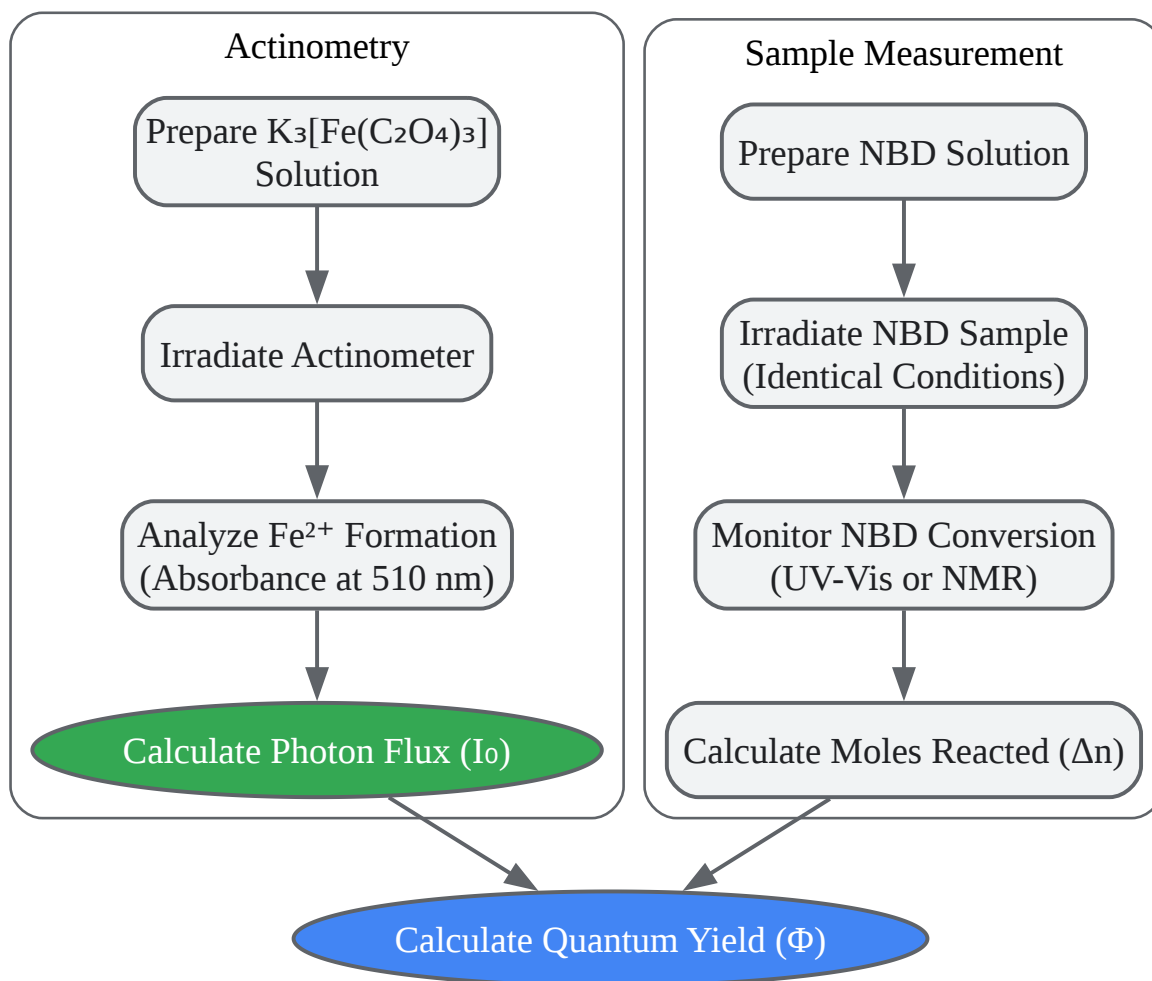 Actinometry
Prepare K₃[Fe(C₂O₄)₃]
Solution
Irradiate Actinometer
Analyze Fe²⁺ Formation
(Absorbance at 510 nm)
Calculate Photon Flux (I₀)
Sample Measurement
Prepare NBD Solution
Irradiate NBD Sample
(Identical Conditions)
Monitor NBD Conversion
(UV-Vis or NMR)
Calculate Moles Reacted (Δn)
Calculate Quantum Yield (Φ)